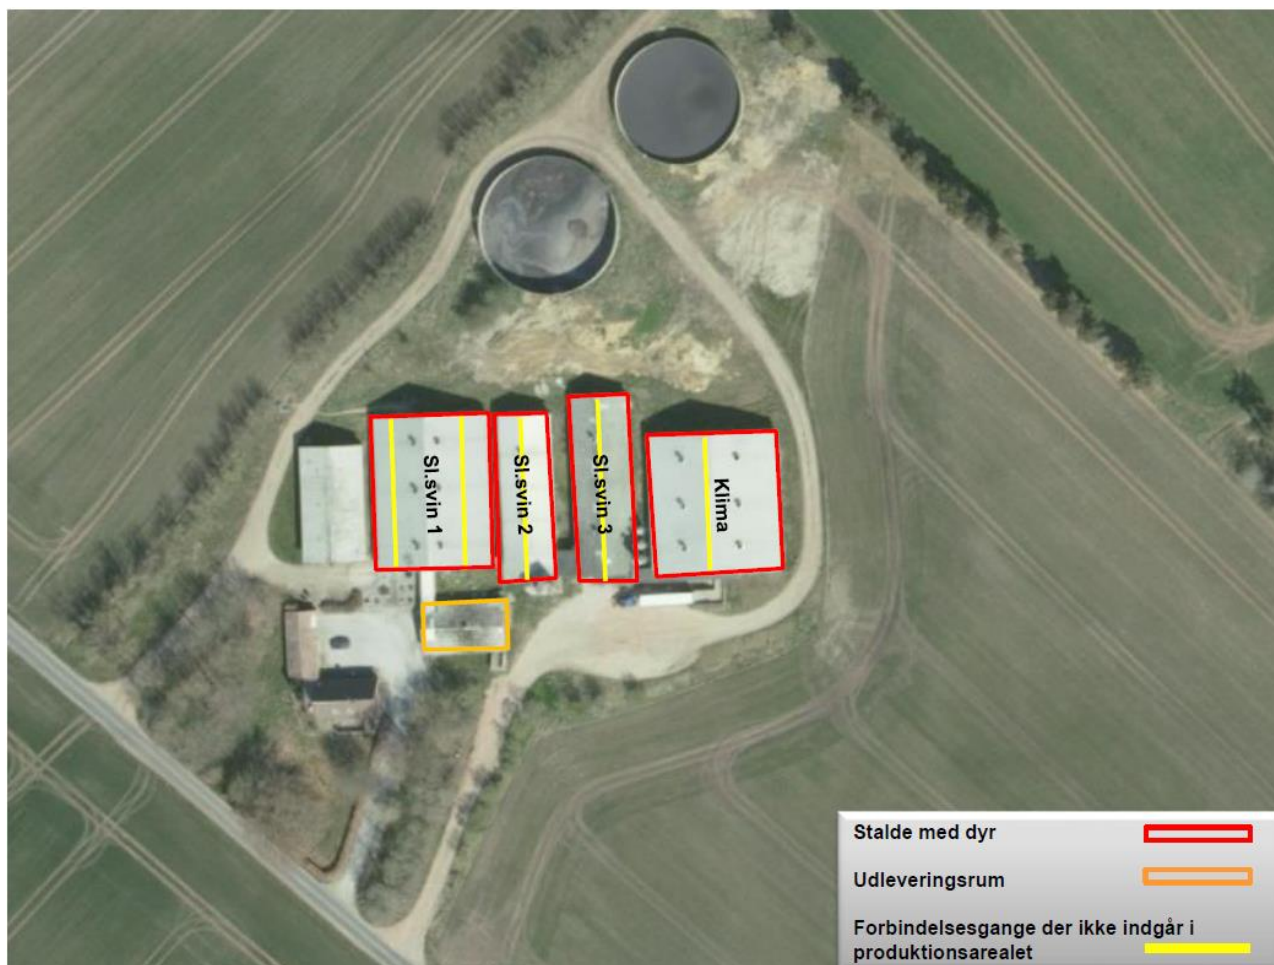 Sl.svin 1
Sl.svin 2
Sl.svin 3
Klima
Stalde med dyr
Udleveringsrum
Forbindelsesgange der ikke indgår i
produktionsarealet